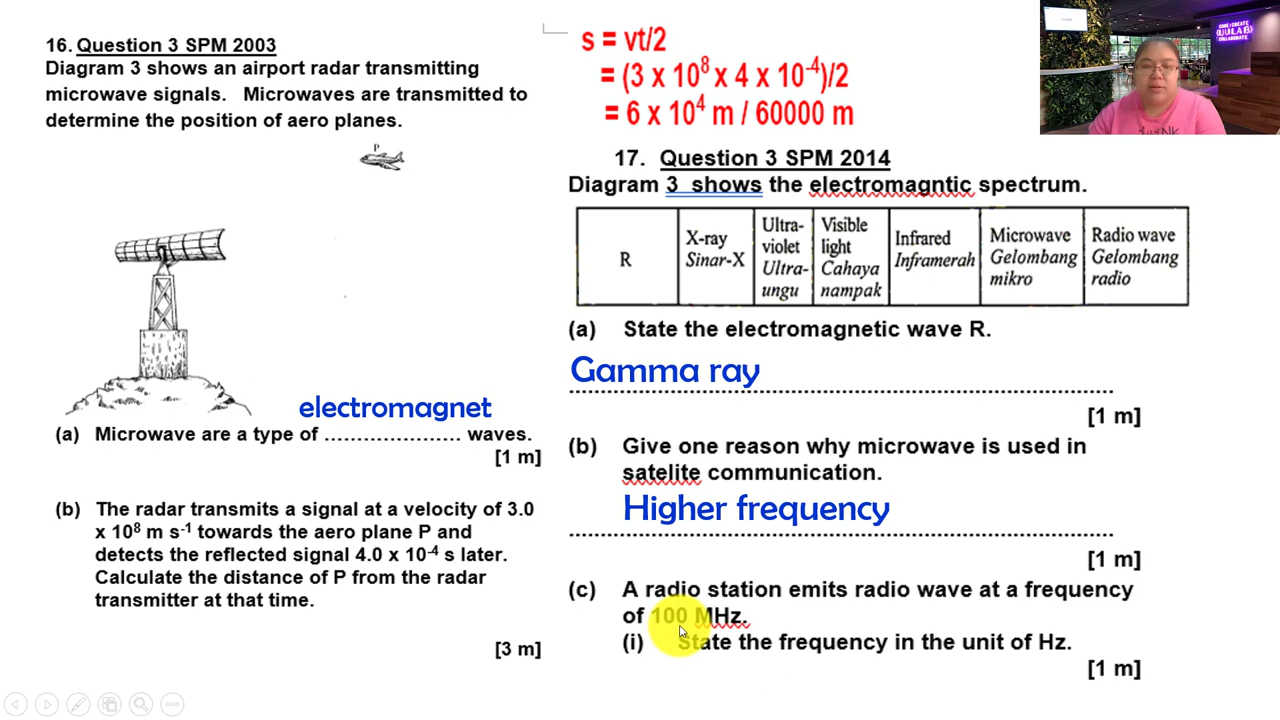 16. Question 3 SPM 2003
Diagram 3 shows an airport radar transmitting
microwave signals. Microwaves are transmitted to
determine the position of aero planes.
P
electromagnet
(a) Microwave are a type of ..................... waves.
[1 m]
(b) The radar transmits a signal at a velocity of 3.0
x 10⁸ m s⁻¹ towards the aero plane P and
detects the reflected signal 4.0 x 10⁻⁴ s later.
Calculate the distance of P from the radar
transmitter at that time.
[3 m]
s = vt/2
= (3 x 10⁸ x 4 x 10⁻⁴)/2
= 6 x 10⁴ m / 60000 m
17. Question 3 SPM 2014
Diagram 3 shows the electromagntic spectrum.
R
X-ray
Sinar-X
Ultra-
violet
Ultra-
ungu
Visible
light
Cahaya
nampak
Infrared
Inframerah
Microwave
Gelombang
mikro
Radio wave
Gelombang
radio
(a) State the electromagnetic wave R.
Gamma ray
[1 m]
(b) Give one reason why microwave is used in
satelite communication.
Higher frequency
[1 m]
(c) A radio station emits radio wave at a frequency
of 100 MHz.
(i) State the frequency in the unit of Hz.
[1 m]
CODE/CREATE
COLLABORATE